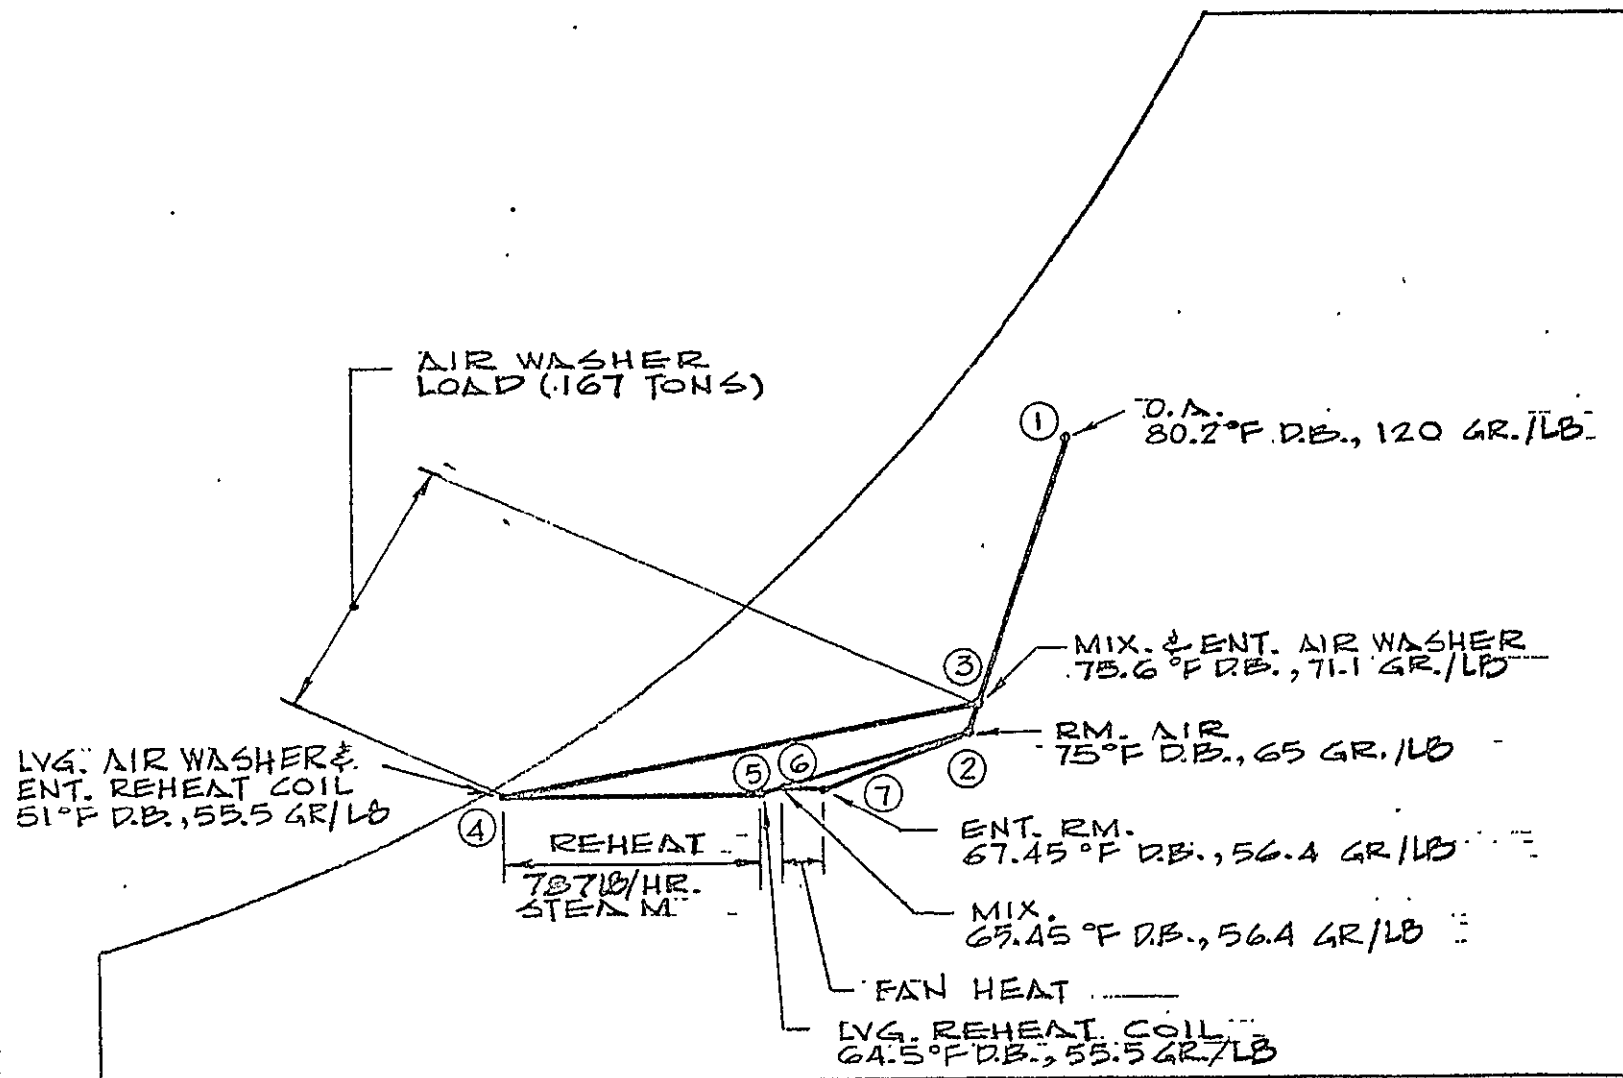 AIR WASHER
LOAD (.167 TONS)
1
O.A.
80.2°F D.B., 120 GR./LB
3
MIX. & ENT. AIR WASHER
75.6 °F D.B., 71.1 GR./LB
RM. AIR
75°F D.B., 65 GR./LB
2
LVG. AIR WASHER &
ENT. REHEAT COIL
51°F D.B., 55.5 GR/LB
4
5
6
7
REHEAT
787LB/HR.
STEAM
ENT. RM.
67.45 °F D.B., 56.4 GR/LB
MIX.
65.45 °F D.B., 56.4 GR/LB
FAN HEAT
LVG. REHEAT COIL
64.5°F D.B., 55.5 GR./LB